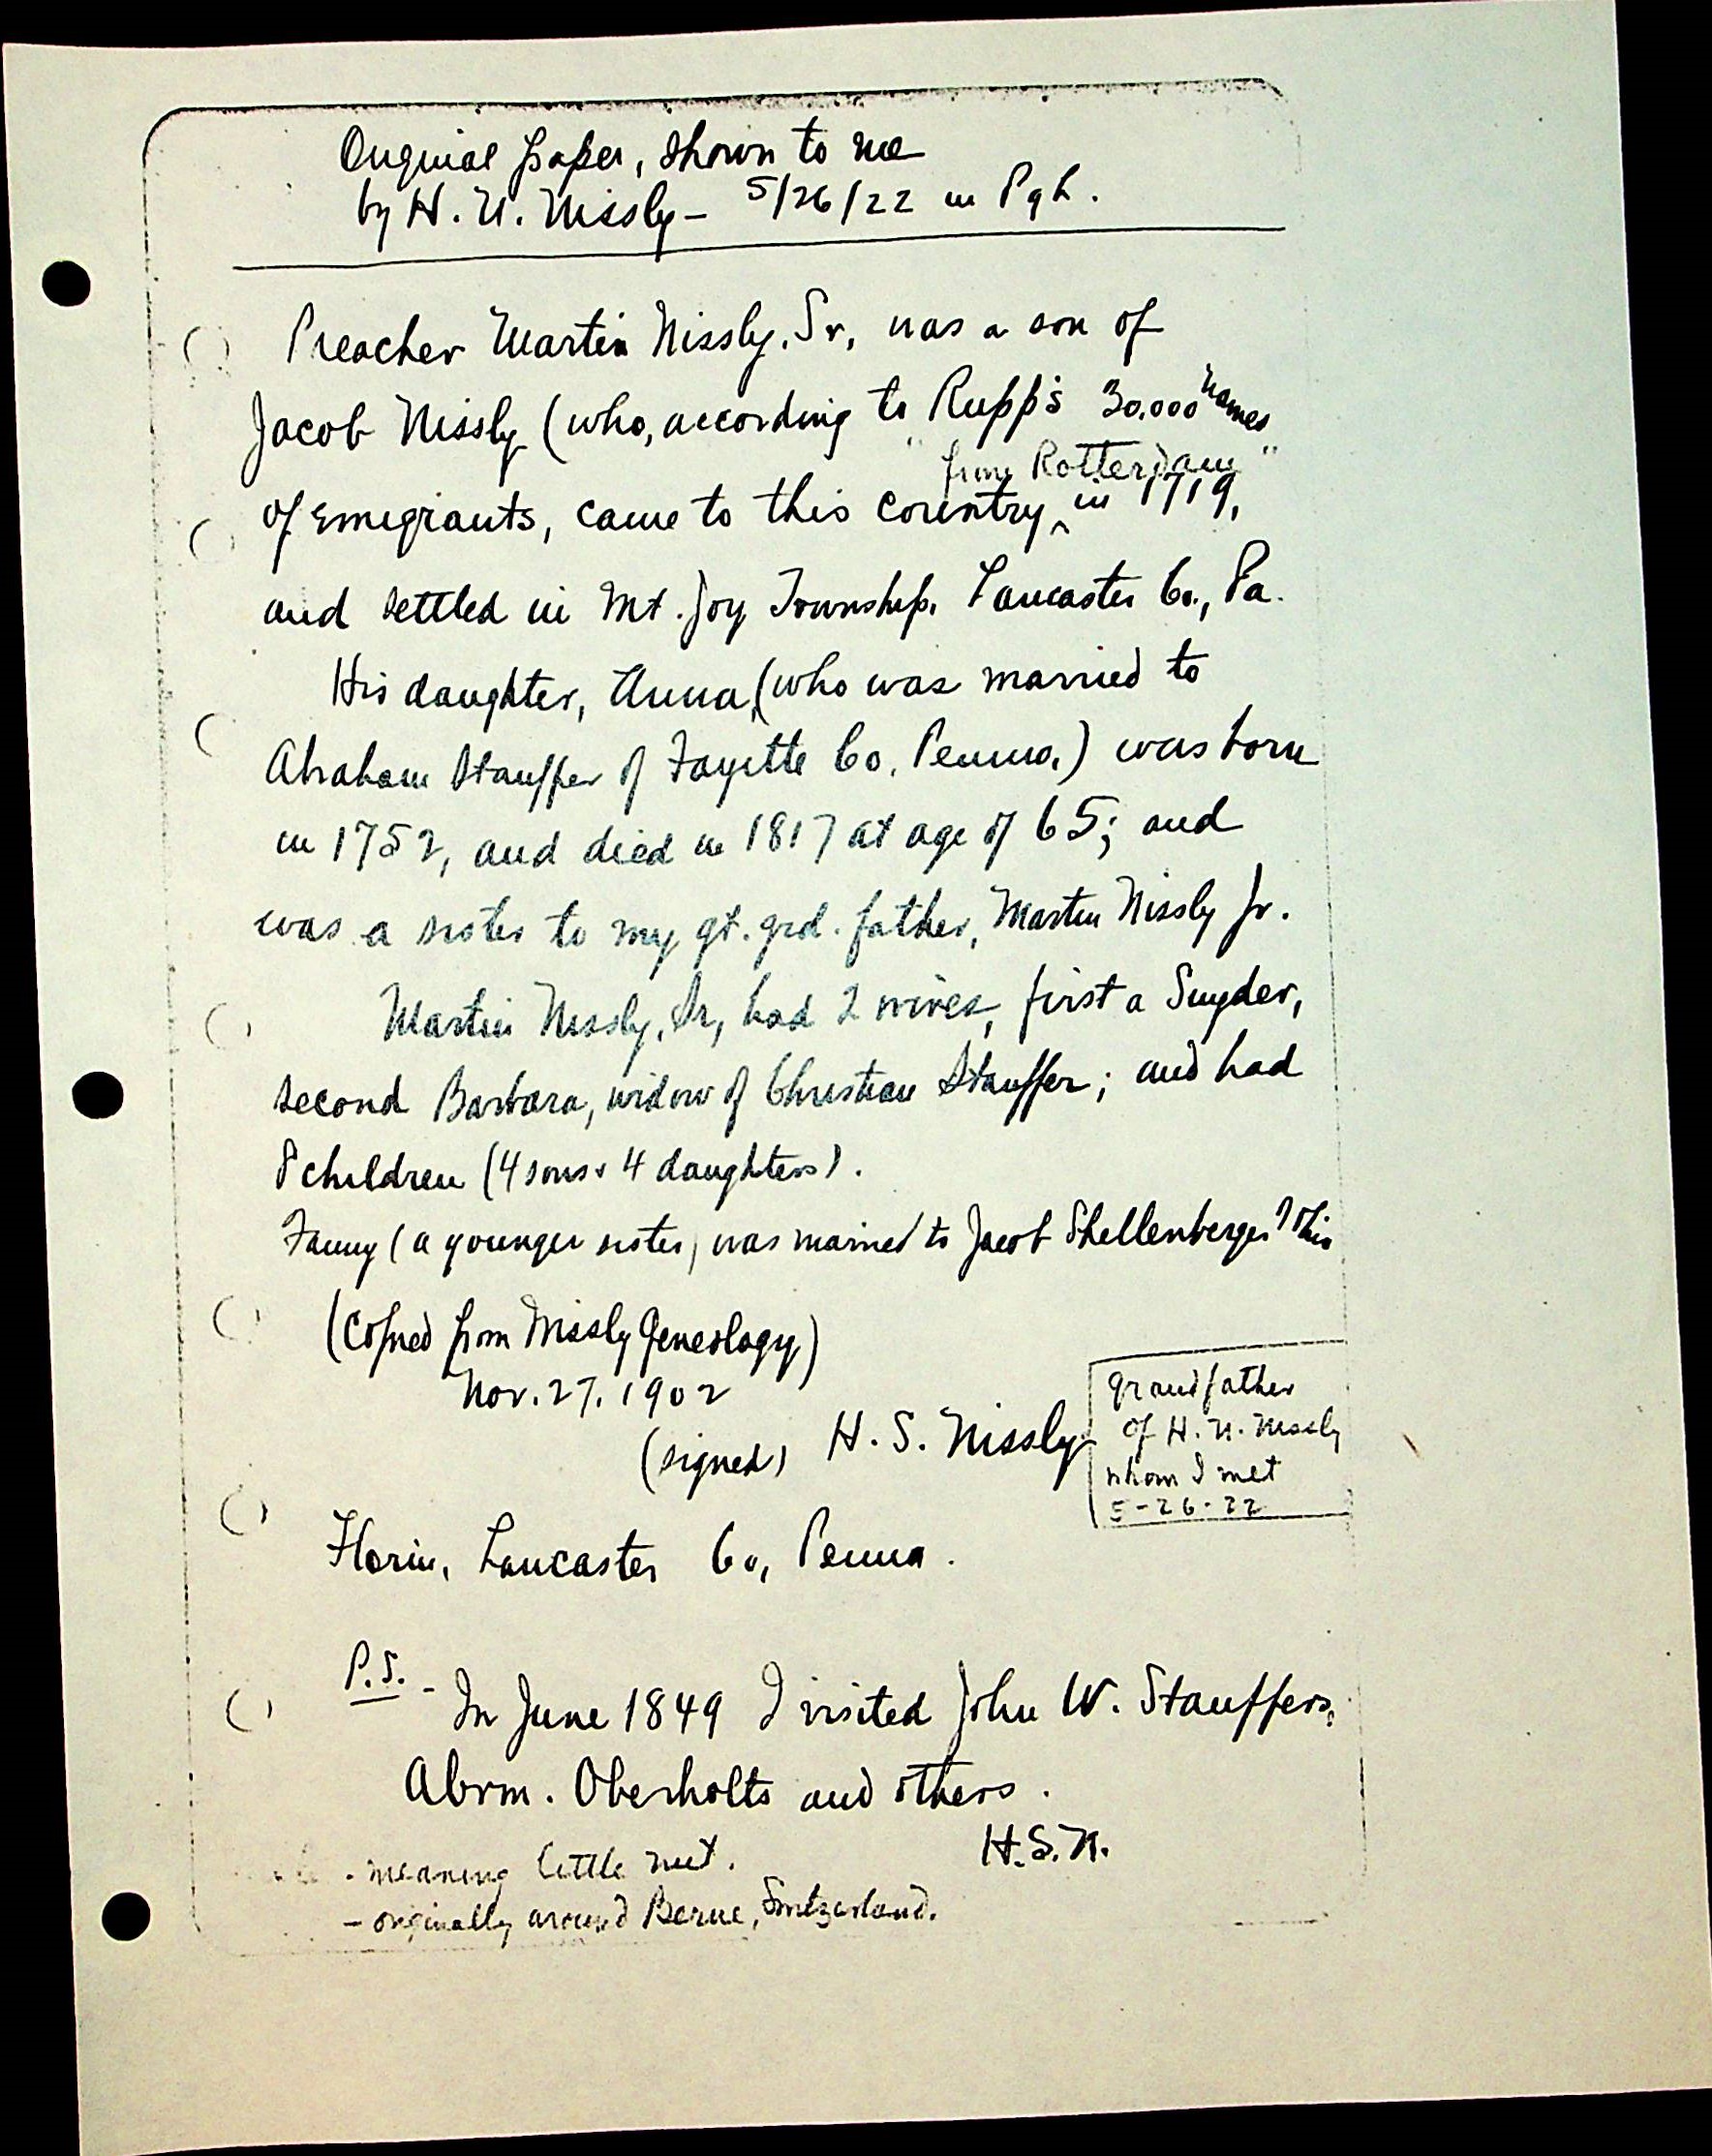 Original paper, shown to me
by H. N. Nissly - 5/26/22 in Pgh.
Preacher Martin Nissly, Sr, was a son of
Jacob Nissly (who, according to Rupp's 30,000 names
"from Rotterdam"
of emigrants, came to this country ^ in 1719,
and settled in Mt. Joy Township, Lancaster Co., Pa.
His daughter, Anna, (who was married to
Abraham Stauffer of Fayette Co, Penna,) was born
in 1752, and died in 1817 at age of 65; and
was a sister to my gt. grd. father, Martin Nissly Jr.
Martin Nissly, Sr, had 2 wives, first a Snyder,
second Barbara, widow of Christian Stauffer; and had
8 children (4 sons & 4 daughters).
Fanny (a younger sister) was married to Jacob Shellenberger
(Copied from Nissly Geneology)
Nov. 27, 1902
(signed) H. S. Nissly
grandfather
of H. N. Nissly
whom I met
5-26-22
Florin, Lancaster Co, Penna.
P.S. - In June 1849 I visited John W. Stauffers,
Abrm. Oberholts and others.
H.S.N.
- meaning little nut.
- originally around Berne, Switzerland.